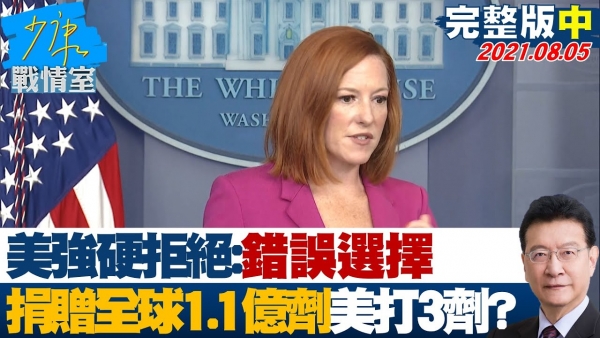 少康
戰情室
完整版中
2021.08.05
THE WHITE HOUSE
WASHINGTON
美強硬拒絕:錯誤選擇
捐贈全球1.1億劑美打3劑?